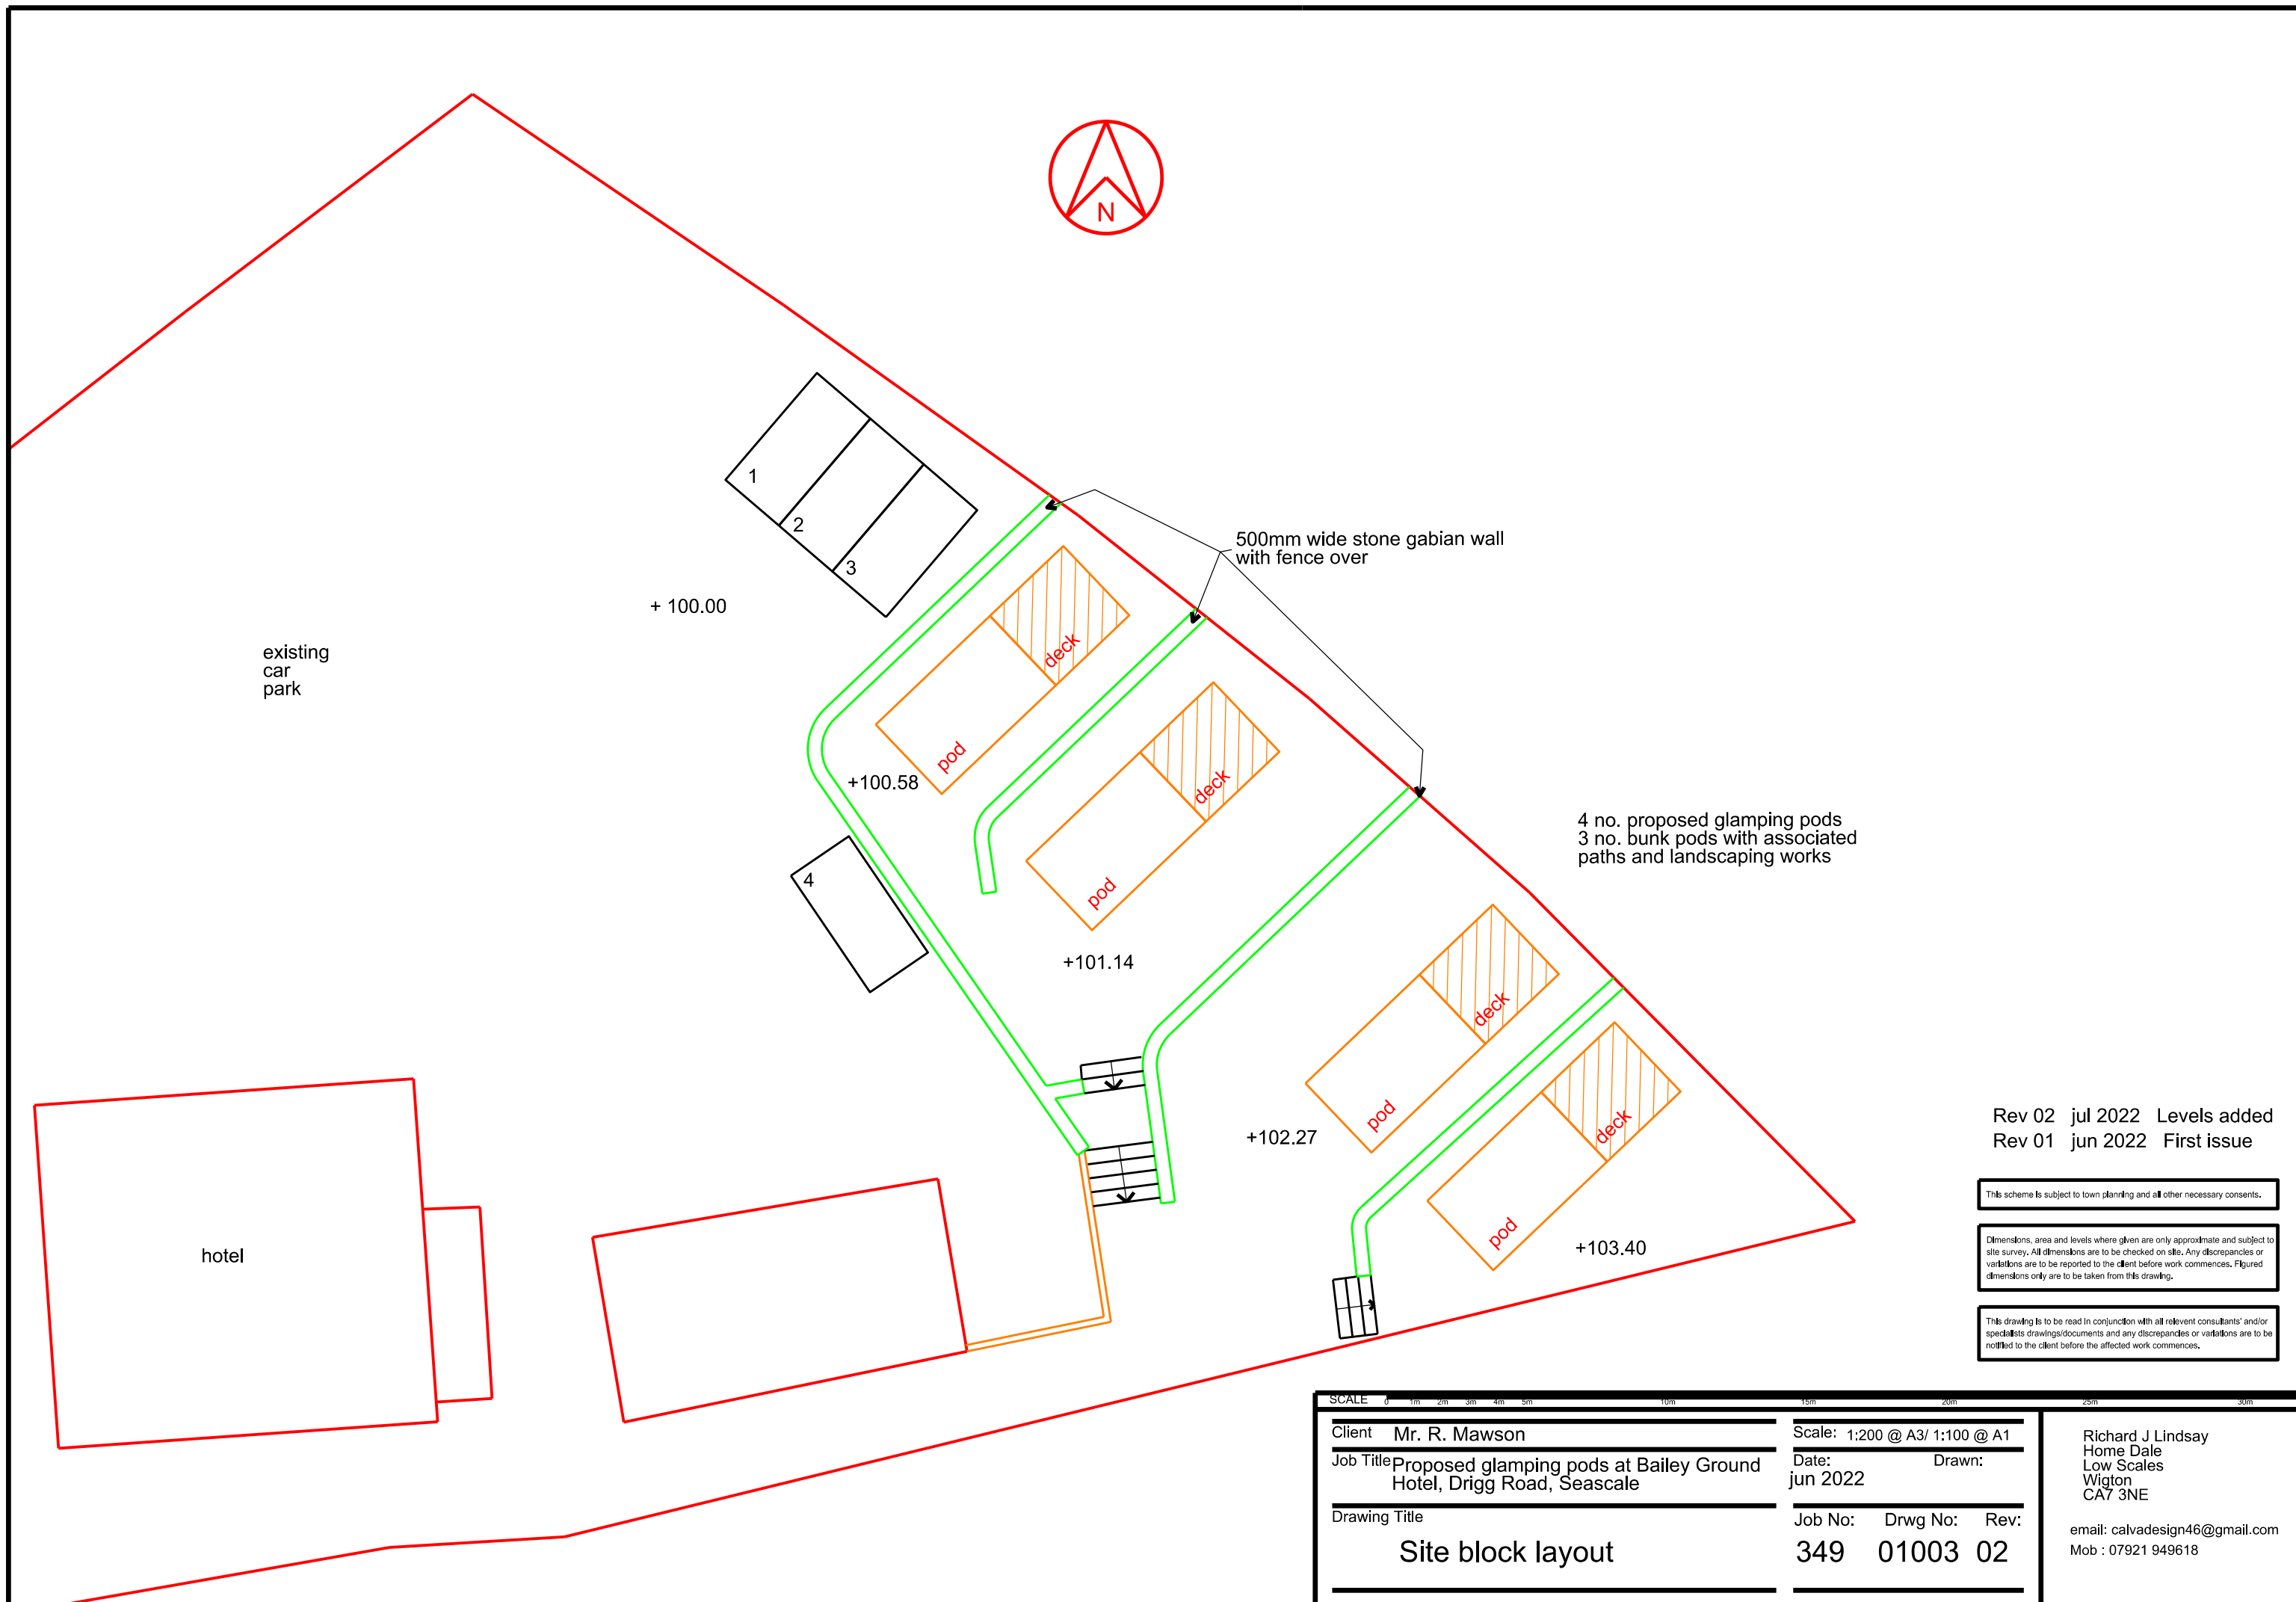 N
1
2
3
500mm wide stone gabian wall
with fence over
+ 100.00
existing
car
park
deck
pod
+100.58
deck
pod
4
+101.14
4 no. proposed glamping pods
3 no. bunk pods with associated
paths and landscaping works
deck
pod
+102.27
deck
pod
+103.40
hotel
Rev 02 jul 2022 Levels added
Rev 01 jun 2022 First issue
This scheme is subject to town planning and all other necessary consents.
Dimensions, area and levels where given are only approximate and subject to
site survey. All dimensions are to be checked on site. Any discrepancies or
variations are to be reported to the client before work commences. Figured
dimensions only are to be taken from this drawing.
This drawing is to be read in conjunction with all relevent consultants' and/or
specialists drawings/documents and any discrepancies or variations are to be
notified to the client before the affected work commences.
SCALE 0 1m 2m 3m 4m 5m 10m 15m 20m 25m 30m
Client Mr. R. Mawson
Job Title Proposed glamping pods at Bailey Ground
Hotel, Drigg Road, Seascale
Drawing Title
Site block layout
Scale: 1:200 @ A3/ 1:100 @ A1
Date: Drawn:
jun 2022
Job No: Drwg No: Rev:
349 01003 02
Richard J Lindsay
Home Dale
Low Scales
Wigton
CA7 3NE
email: calvadesign46@gmail.com
Mob : 07921 949618